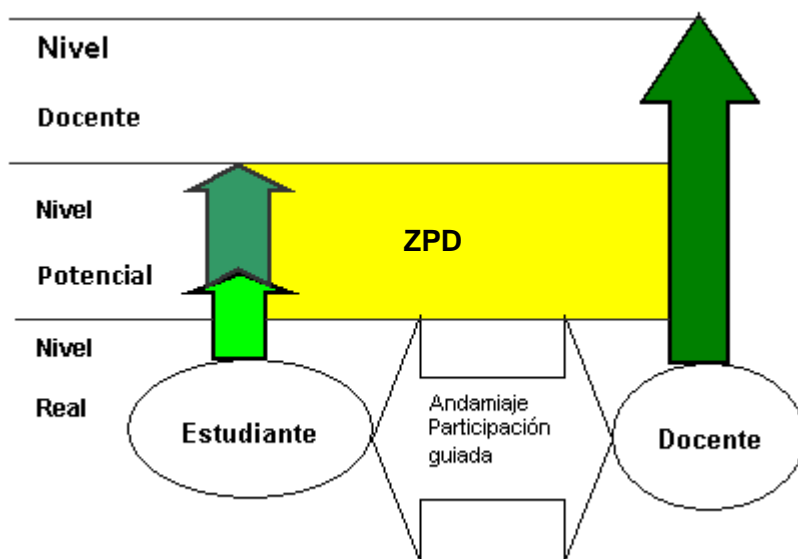 Nivel
Docente
Nivel
Potencial
ZPD
Nivel
Real
Estudiante
Andamiaje
Participación
guiada
Docente